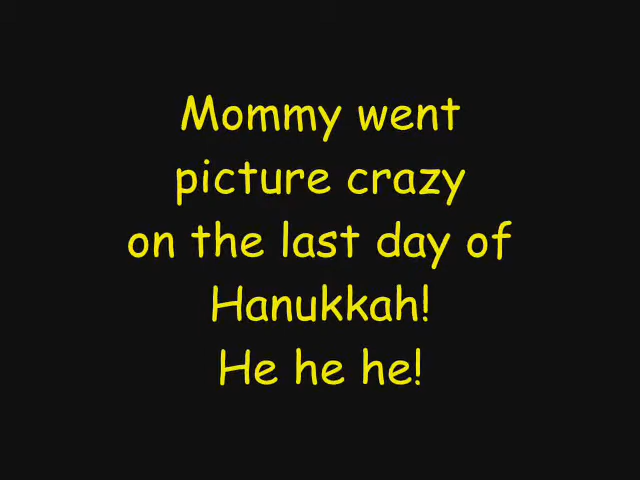 Mommy went
picture crazy
on the last day of
Hanukkah!
He he he!